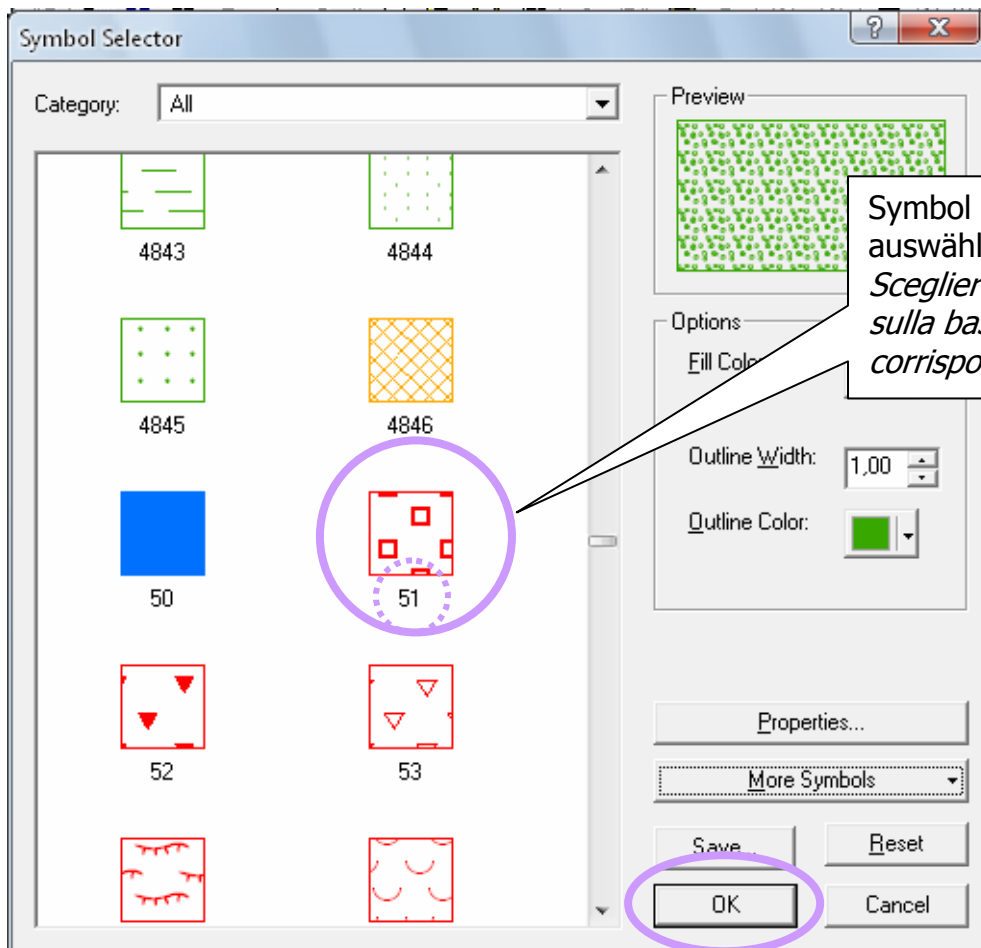 Symbol Selector
Category: All
4843 4844
4845 4846
50 51
52 53
Preview
Symbol
Options
Outline Width: 1,00
Outline Color:
Properties...
More Symbols
Save... Reset
OK Cancel